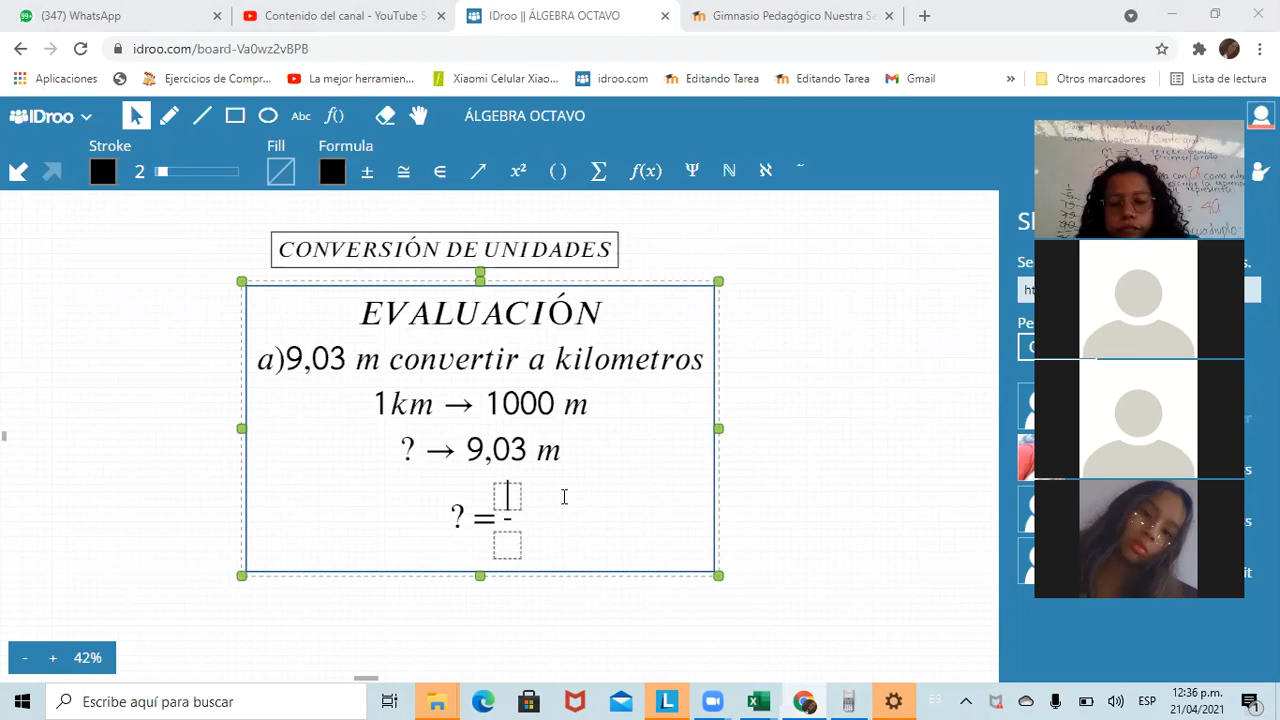 (347) WhatsApp
Contenido del canal - YouTube S
IDroo || ÁLGEBRA OCTAVO
Gimnasio Pedagógico Nuestra Se
idroo.com/board-Va0wz2vBPB
Aplicaciones
Ejercicios de Compr...
La mejor herramien...
Xiaomi Celular Xiao...
idroo.com
Editando Tarea
Editando Tarea
Gmail
»
Otros marcadores
Lista de lectura
IDroo
Abc
f()
ÁLGEBRA OCTAVO
Stroke
Fill
Formula
2
± ≅ ∈ x² ( ) ∑ f(x) Ψ ℕ ℵ
CONVERSIÓN DE UNIDADES
EVALUACIÓN
a)9,03 m convertir a kilometros
1km → 1000 m
? → 9,03 m
? =
- + 42%
Escribe aquí para buscar
ESP
12:36 p.m.
21/04/2021